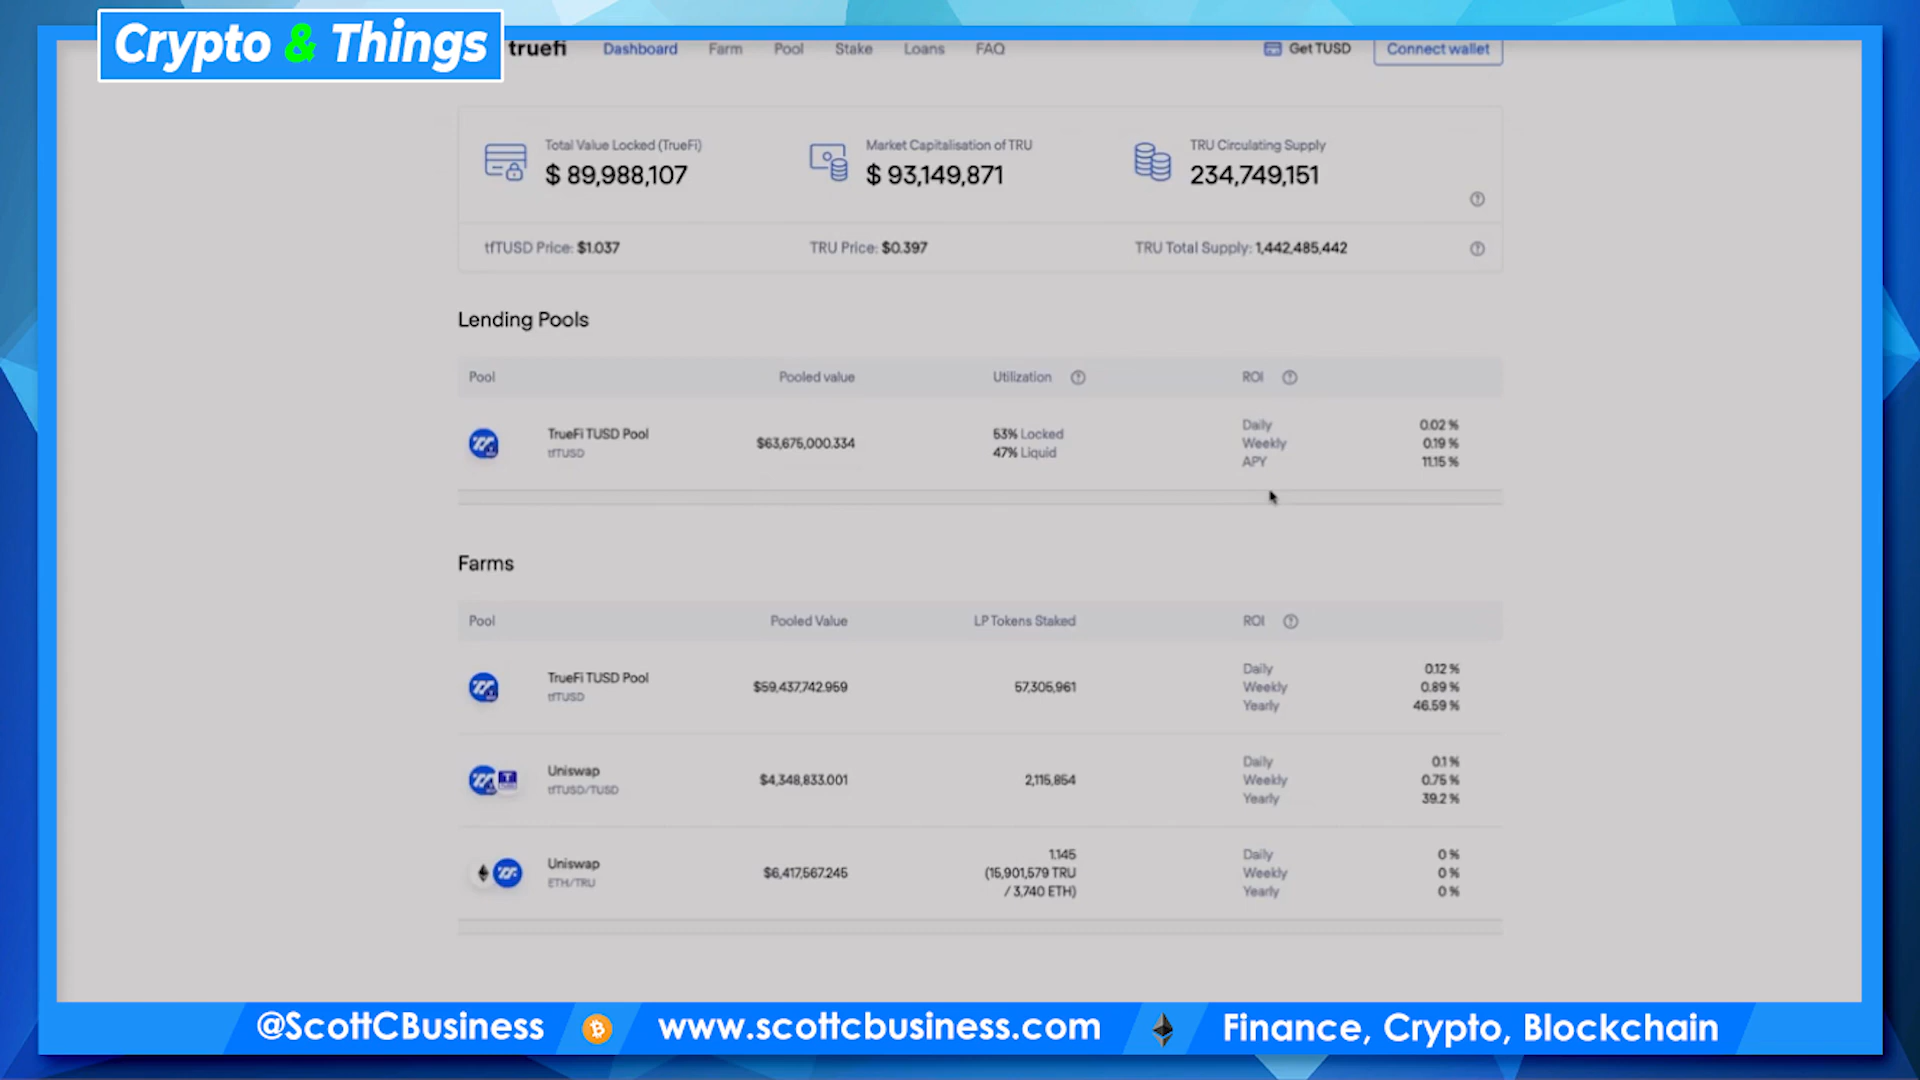 Crypto & Things
truefi Dashboard Farm Pool Stake Loans FAQ Get TUSD Connect wallet
Total Value Locked (TrueFi) Market Capitalisation of TRU TRU Circulating Supply
$ 89,988,107 $ 93,149,871 234,749,151
tfTUSD Price: $1.037 TRU Price: $0.397 TRU Total Supply: 1,442,485,442
Lending Pools
Pool Pooled value Utilization ROI
TrueFi TUSD Pool
tfTUSD
$63,675,000.334
53% Locked
47% Liquid
Daily 0.02 %
Weekly 0.19 %
APY 11.15 %
Farms
Pool Pooled Value LP Tokens Staked ROI
TrueFi TUSD Pool
tfTUSD
$59,437,742.959
57,305,961
Daily 0.12 %
Weekly 0.89 %
Yearly 46.59 %
Uniswap
tfTUSD/TUSD
$4,348,833.001
2,115,854
Daily 0.1 %
Weekly 0.75 %
Yearly 39.2 %
Uniswap
ETH/TRU
$6,417,567.245
1.145
(15,901,579 TRU
/ 3,740 ETH)
Daily 0 %
Weekly 0 %
Yearly 0 %
@ScottCBusiness www.scottcbusiness.com Finance, Crypto, Blockchain